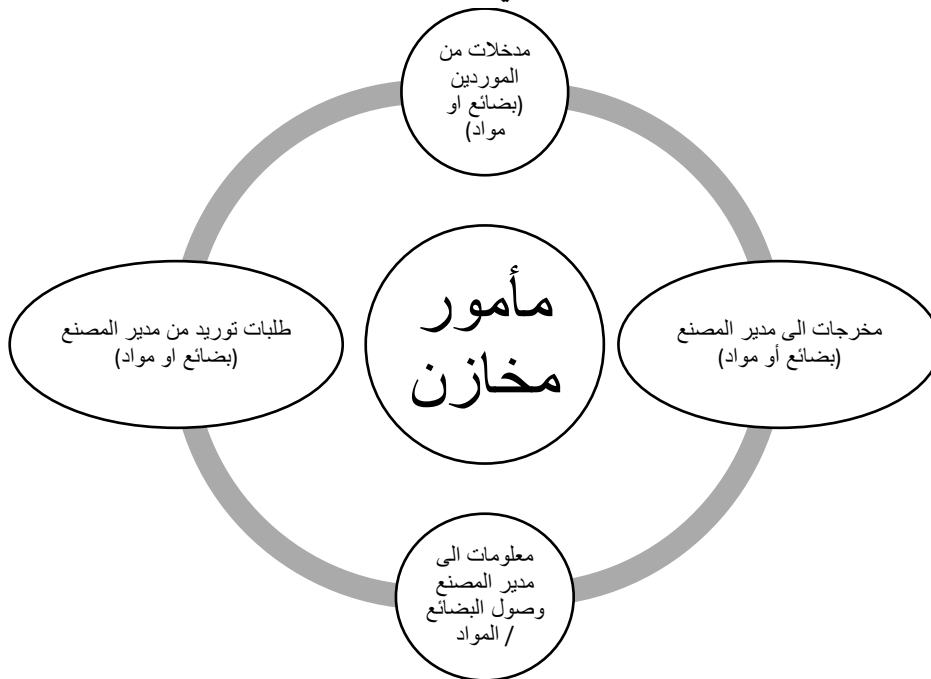 مدخلات من
الموردين
(بضائع او
مواد)
مأمور
مخازن
مخرجات الى مدير المصنع
(بضائع أو مواد)
طلبات توريد من مدير المصنع
(بضائع او مواد)
معلومات الى
مدير المصنع
وصول البضائع
/ المواد